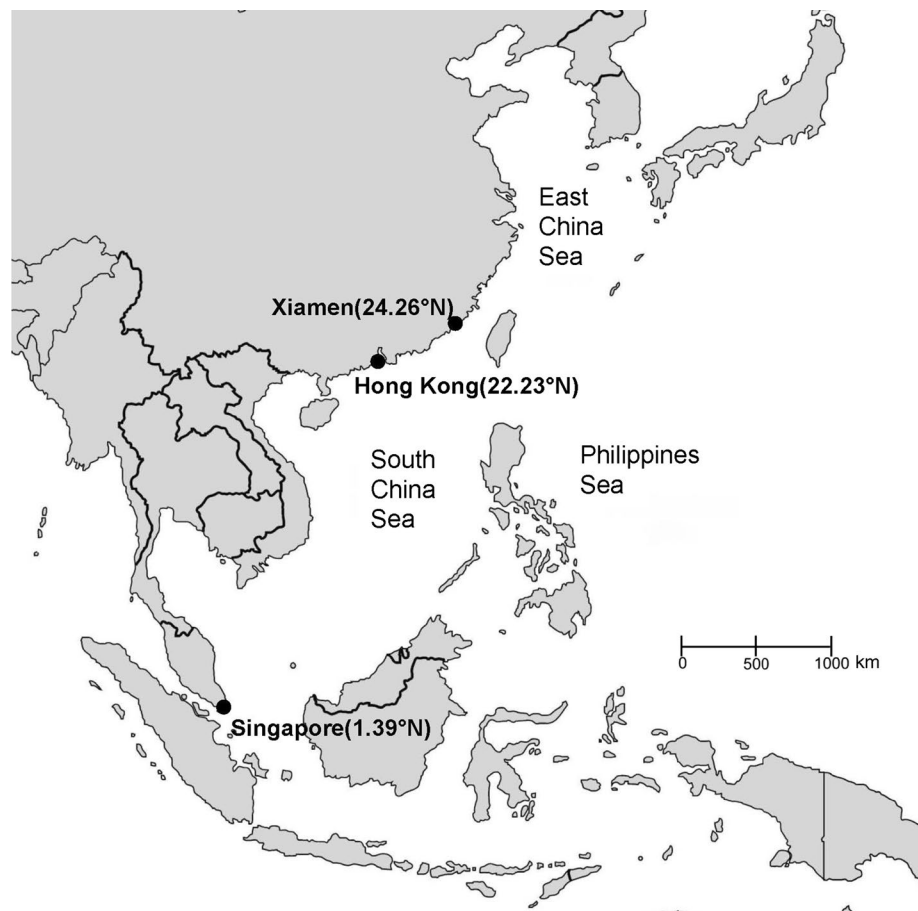 East
China
Sea
Xiamen(24.26°N)
Hong Kong(22.23°N)
South
China
Sea
Philippines
Sea
0 500 1000 km
Singapore(1.39°N)